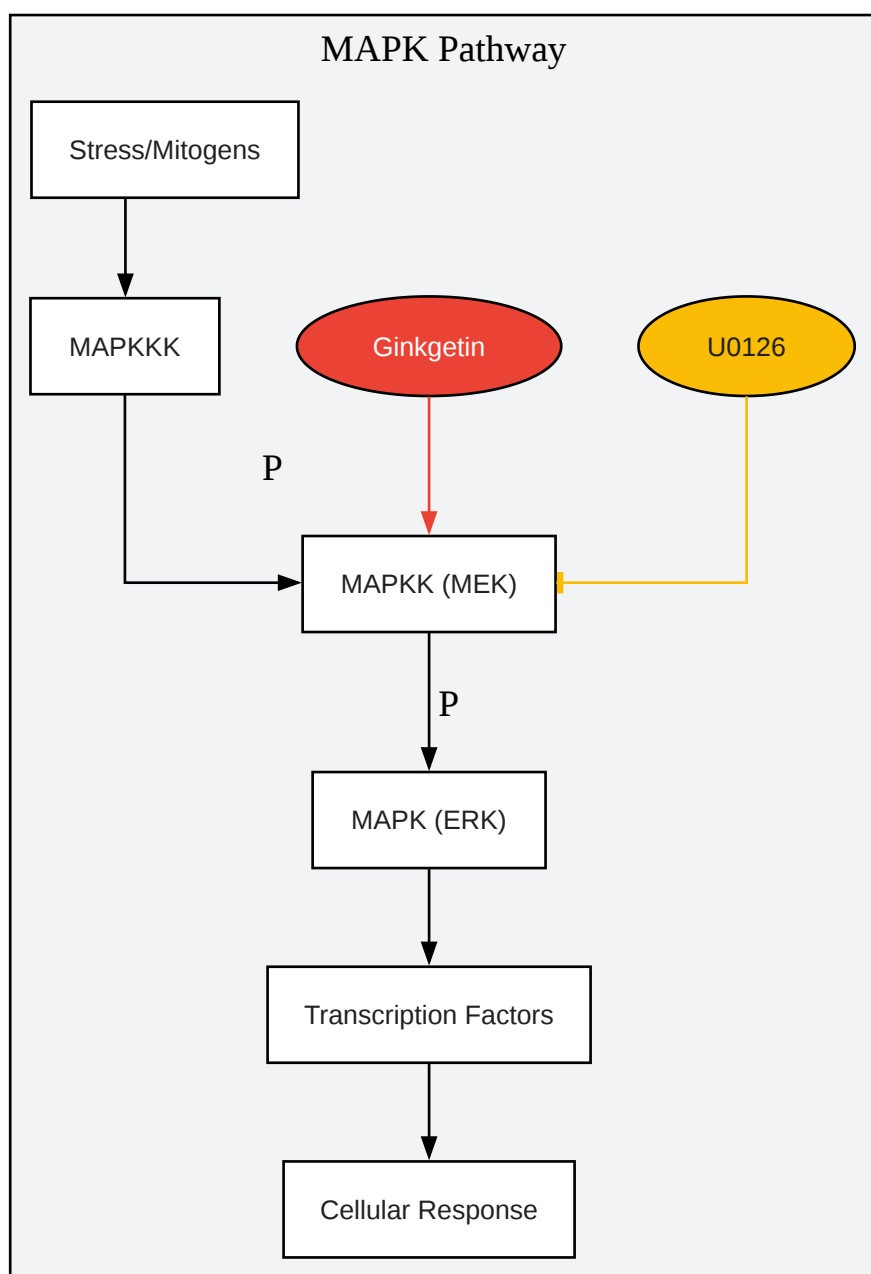 MAPK Pathway
Stress/Mitogens
MAPKKK
Ginkgetin
U0126
P
MAPKK (MEK)
P
MAPK (ERK)
Transcription Factors
Cellular Response